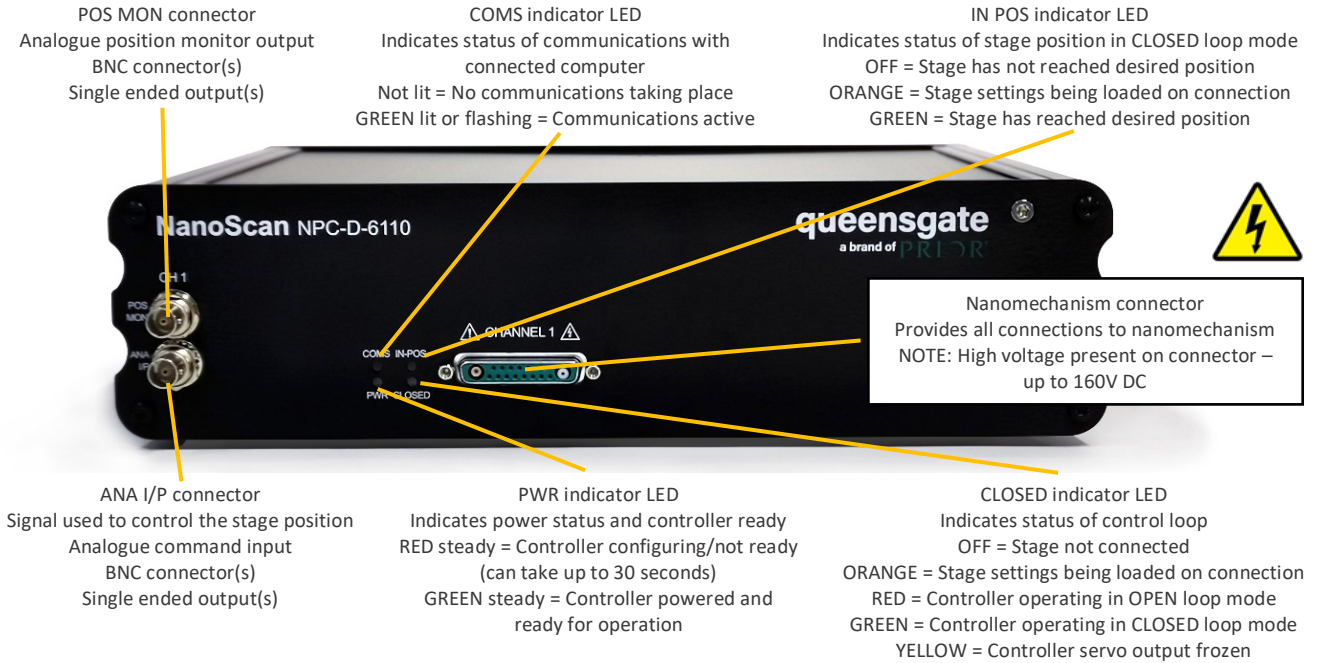 POS MON connector
Analogue position monitor output
BNC connector(s)
Single ended output(s)
COMS indicator LED
Indicates status of communications with
connected computer
Not lit = No communications taking place
GREEN lit or flashing = Communications active
IN POS indicator LED
Indicates status of stage position in CLOSED loop mode
OFF = Stage has not reached desired position
ORANGE = Stage settings being loaded on connection
GREEN = Stage has reached desired position
NanoScan NPC-D-6110
queensgate
a brand of PRIOR
CH 1
POS
MON
ANA
I/P
CHANNEL 1
COMS IN-POS
PWR CLOSED
Nanomechanism connector
Provides all connections to nanomechanism
NOTE: High voltage present on connector –
up to 160V DC
ANA I/P connector
Signal used to control the stage position
Analogue command input
BNC connector(s)
Single ended output(s)
PWR indicator LED
Indicates power status and controller ready
RED steady = Controller configuring/not ready
(can take up to 30 seconds)
GREEN steady = Controller powered and
ready for operation
CLOSED indicator LED
Indicates status of control loop
OFF = Stage not connected
ORANGE = Stage settings being loaded on connection
RED = Controller operating in OPEN loop mode
GREEN = Controller operating in CLOSED loop mode
YELLOW = Controller servo output frozen